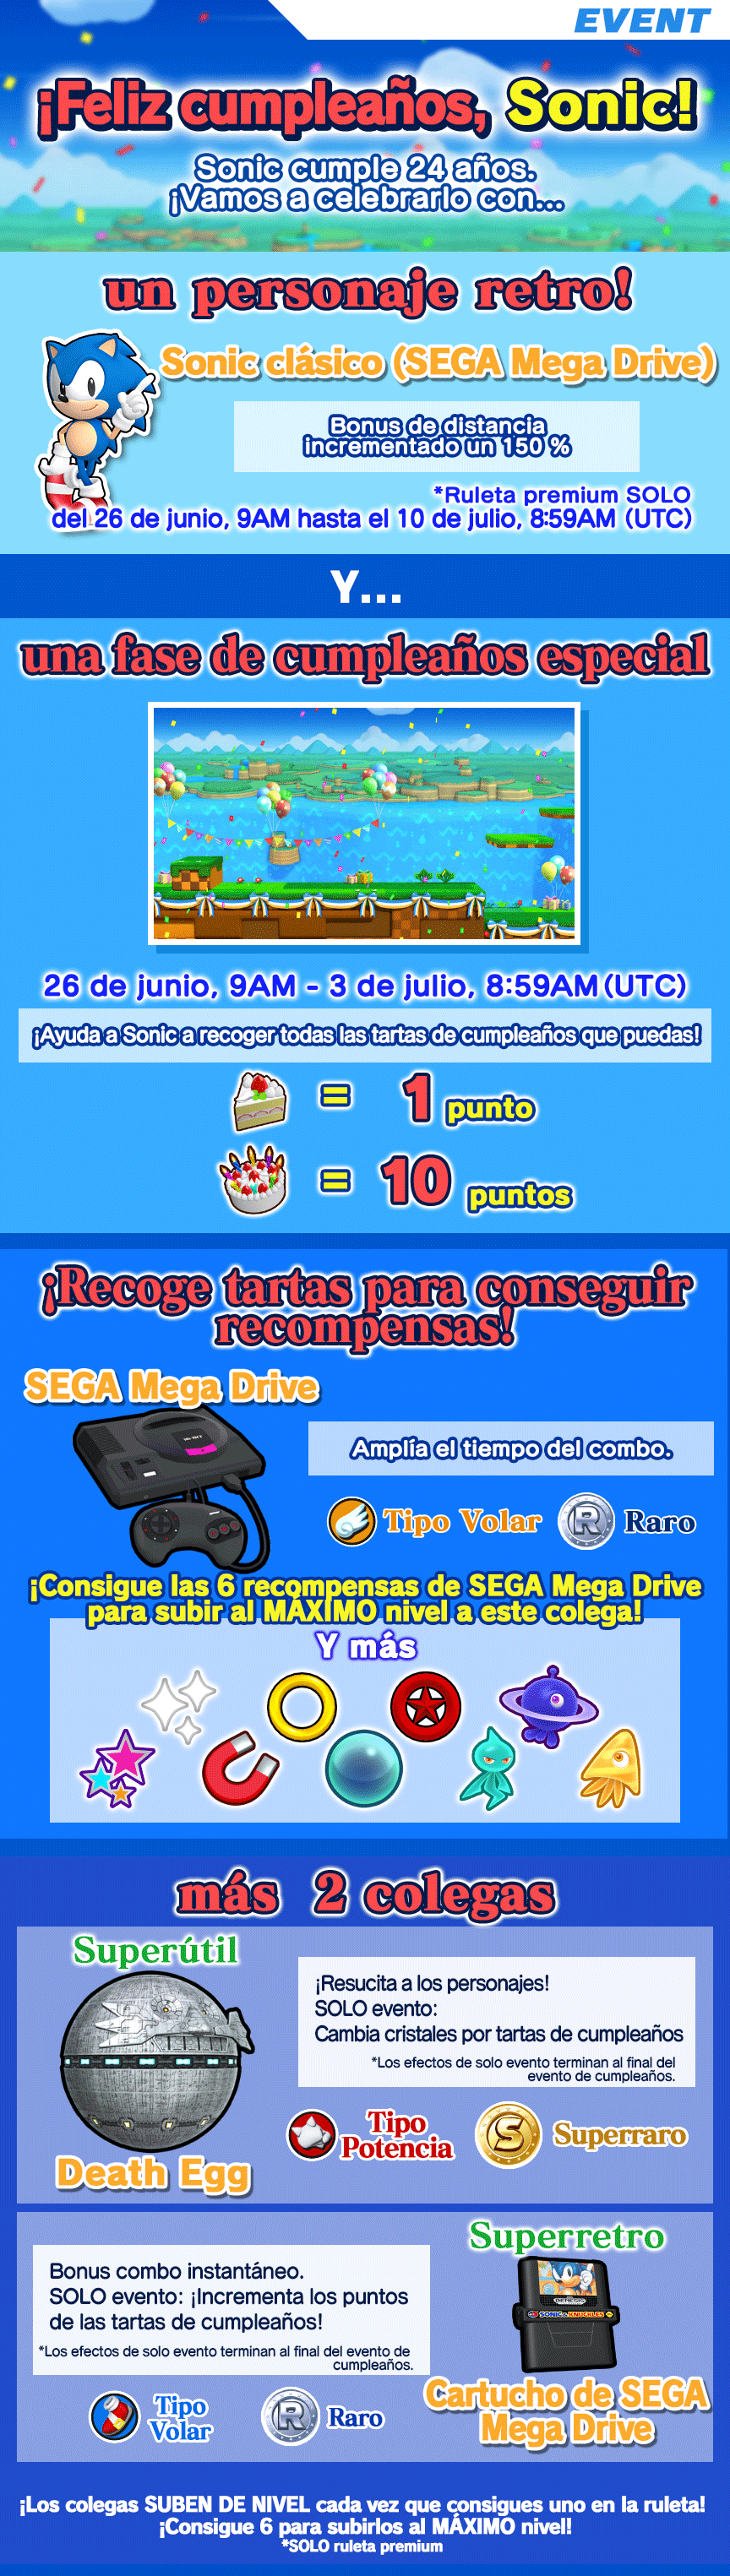 EVENT
¡Feliz cumpleaños, Sonic!
Sonic cumple 24 años.
¡Vamos a celebrarlo con...
un personaje retro!
Sonic clásico (SEGA Mega Drive)
Bonus de distancia
incrementado un 150 %
*Ruleta premium SOLO
del 26 de junio, 9AM hasta el 10 de julio, 8:59AM (UTC)
Y...
una fase de cumpleaños especial
26 de junio, 9AM - 3 de julio, 8:59AM (UTC)
¡Ayuda a Sonic a recoger todas las tartas de cumpleaños que puedas!
= 1 punto
= 10 puntos
¡Recoge tartas para conseguir
recompensas!
SEGA Mega Drive
Amplía el tiempo del combo.
Tipo Volar
R Raro
¡Consigue las 6 recompensas de SEGA Mega Drive
para subir al MÁXIMO nivel a este colega!
Y más
más 2 colegas
Superútil
¡Resucita a los personajes!
SOLO evento:
Cambia cristales por tartas de cumpleaños
*Los efectos de solo evento terminan al final del
evento de cumpleaños.
Tipo
Potencia
S Superraro
Death Egg
Superretro
Bonus combo instantáneo.
SOLO evento: ¡Incrementa los puntos
de las tartas de cumpleaños!
*Los efectos de solo evento terminan al final del evento de
cumpleaños.
GENESIS
SONIC & KNUCKLES
Cartucho de SEGA
Mega Drive
Tipo
Volar
R Raro
¡Los colegas SUBEN DE NIVEL cada vez que consigues uno en la ruleta!
¡Consigue 6 para subirlos al MÁXIMO nivel!
*SOLO ruleta premium